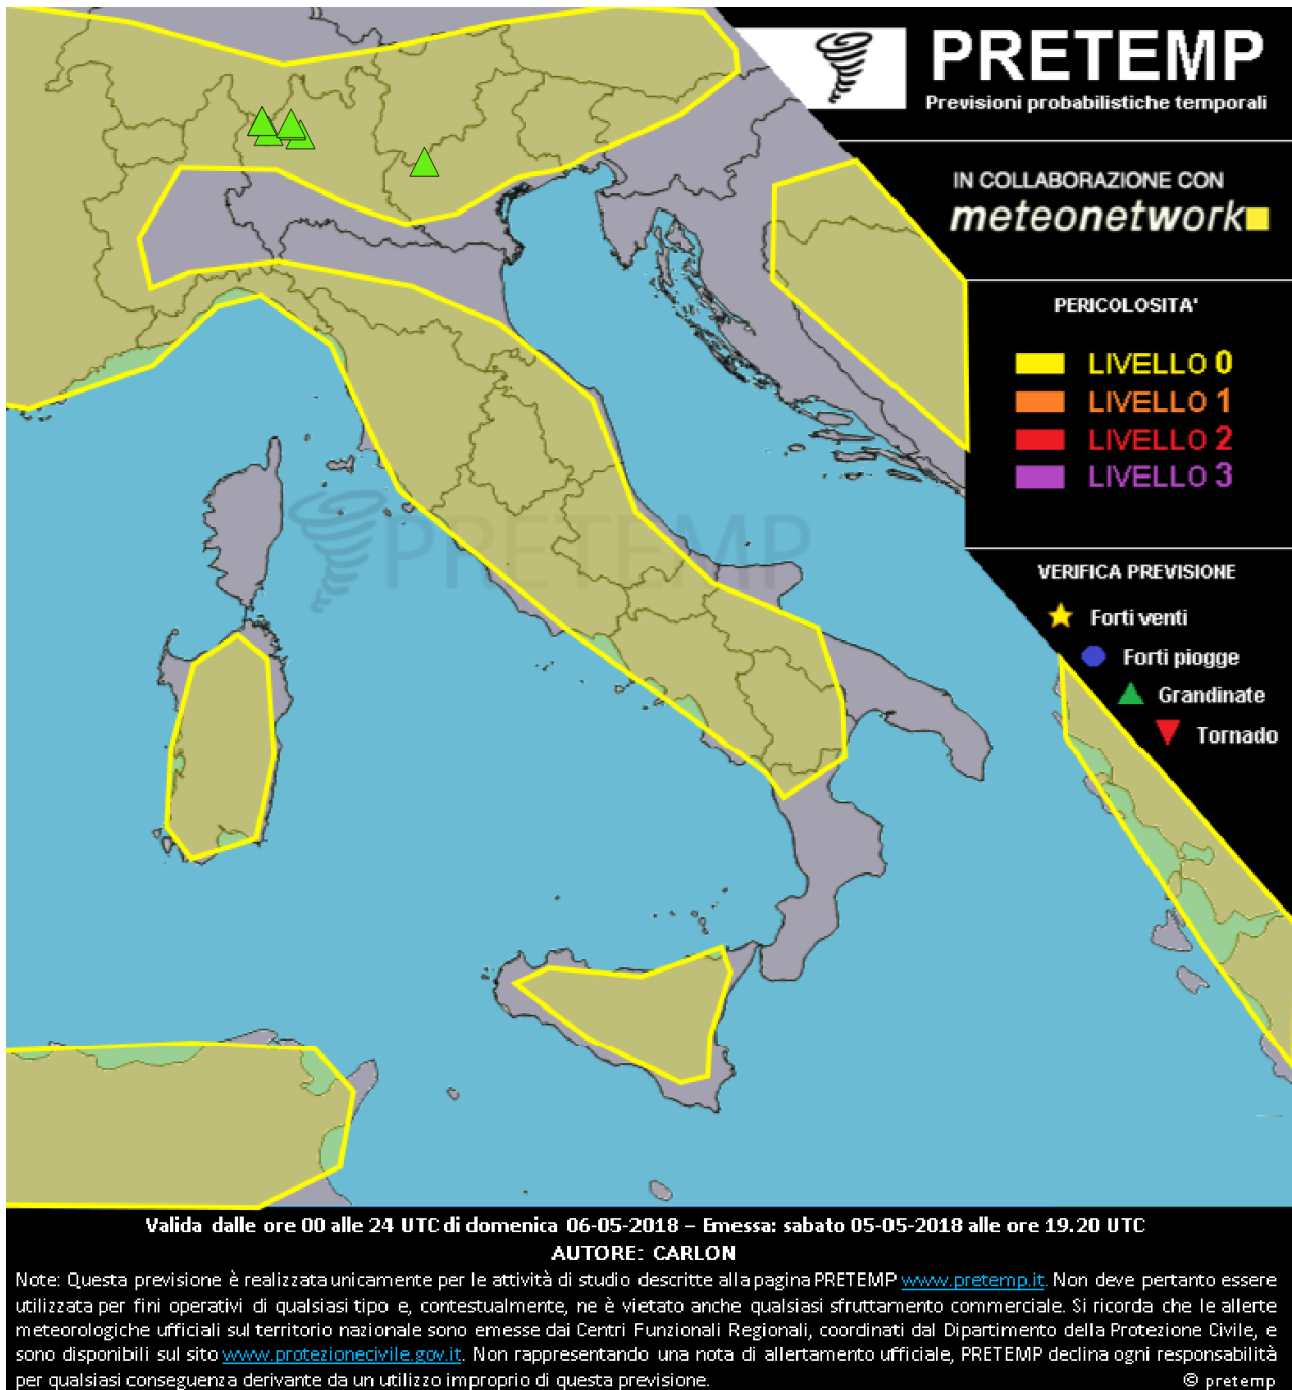 PRETEMP
Previsioni probabilistiche temporali
IN COLLABORAZIONE CON
meteonetwork
PERICOLOSITA'
LIVELLO 0
LIVELLO 1
LIVELLO 2
LIVELLO 3
PRETEMP
VERIFICA PREVISIONE
Forti venti
Forti piogge
Grandinate
Tornado
Valida dalle ore 00 alle 24 UTC di domenica 06-05-2018 – Emessa: sabato 05-05-2018 alle ore 19.20 UTC
AUTORE: CARLON
Note: Questa previsione è realizzata unicamente per le attività di studio descritte alla pagina PRETEMP www.pretemp.it. Non deve pertanto essere
utilizzata per fini operativi di qualsiasi tipo e, contestualmente, ne è vietato anche qualsiasi sfruttamento commerciale. Si ricorda che le allerte
meteorologiche ufficiali sul territorio nazionale sono emesse dai Centri Funzionali Regionali, coordinati dal Dipartimento della Protezione Civile, e
sono disponibili sul sito www.protezionecivile.gov.it. Non rappresentando una nota di allertamento ufficiale, PRETEMP declina ogni responsabilità
per qualsiasi conseguenza derivante da un utilizzo improprio di questa previsione.
© pretemp